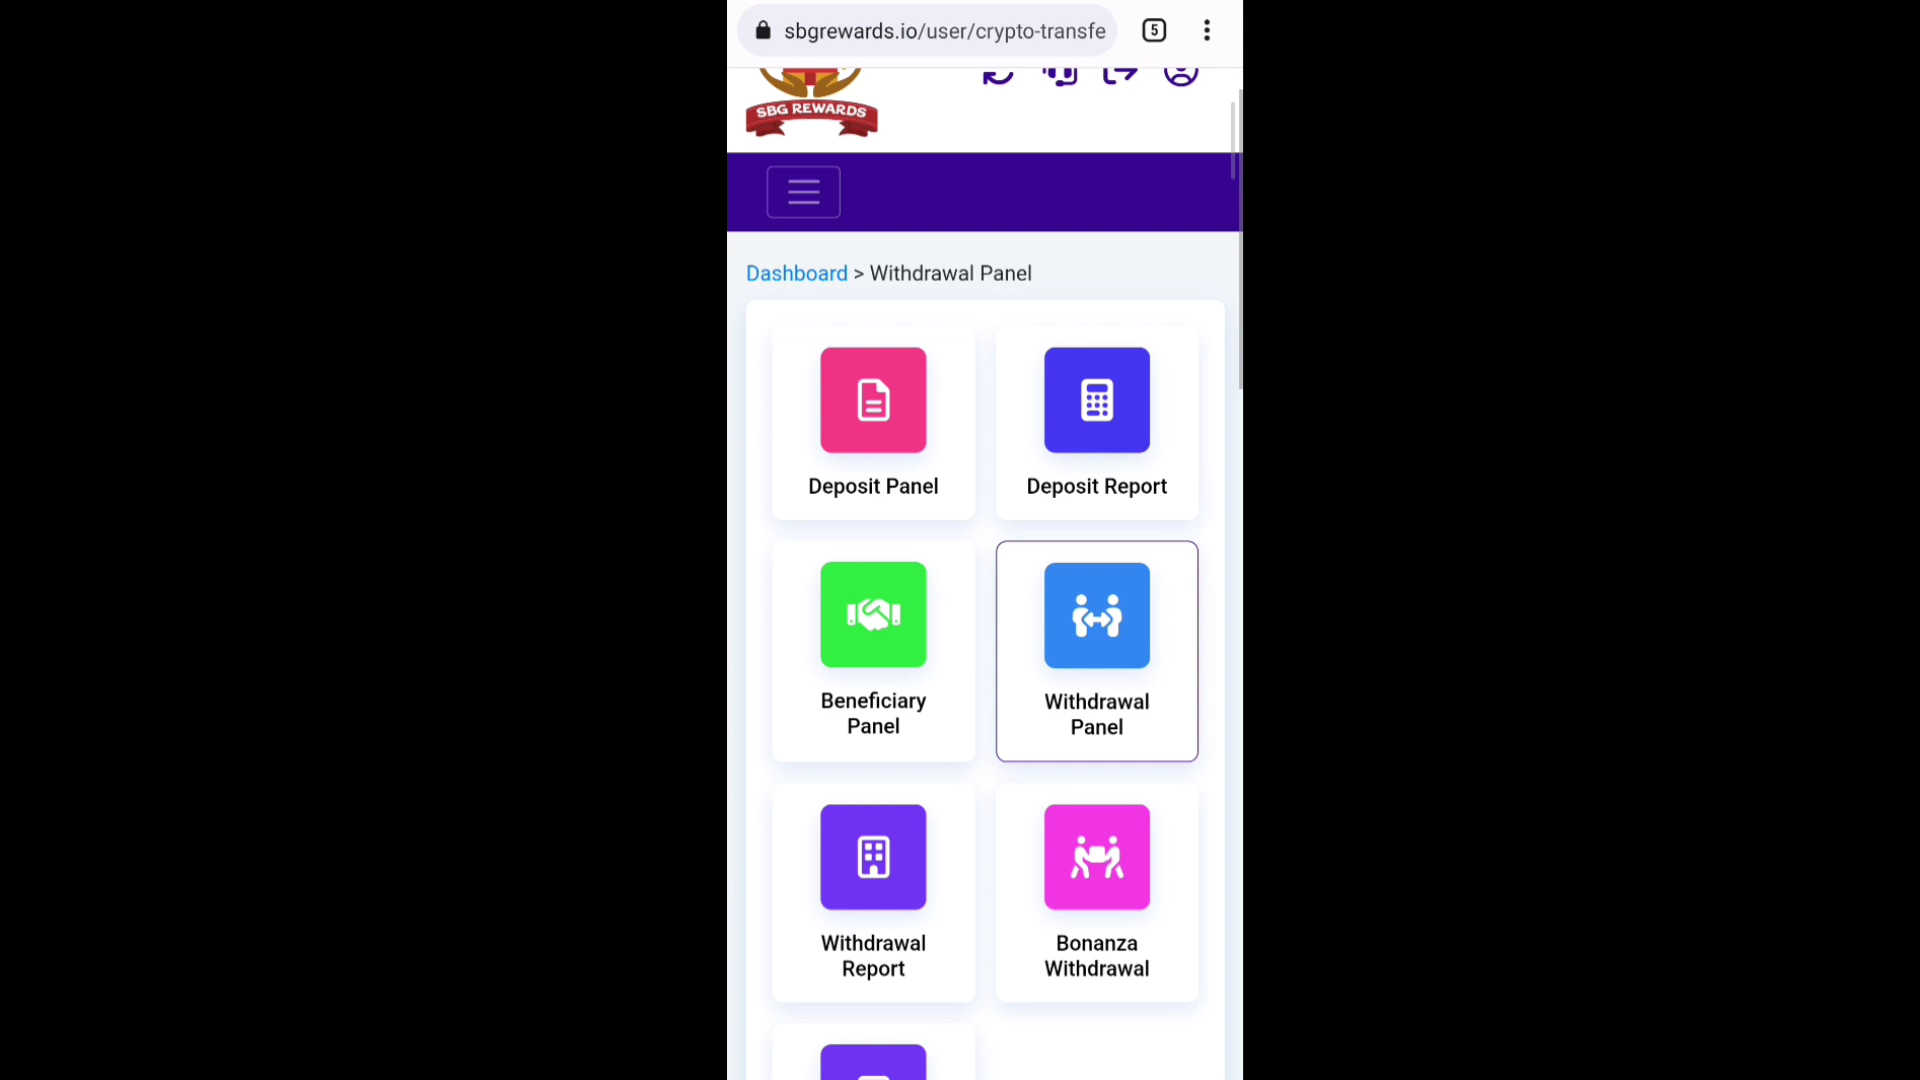 sbgrewards.io/user/crypto-transfe
5
SBG REWARDS
Dashboard > Withdrawal Panel
Deposit Panel
Deposit Report
Beneficiary
Panel
Withdrawal
Panel
Withdrawal
Report
Bonanza
Withdrawal